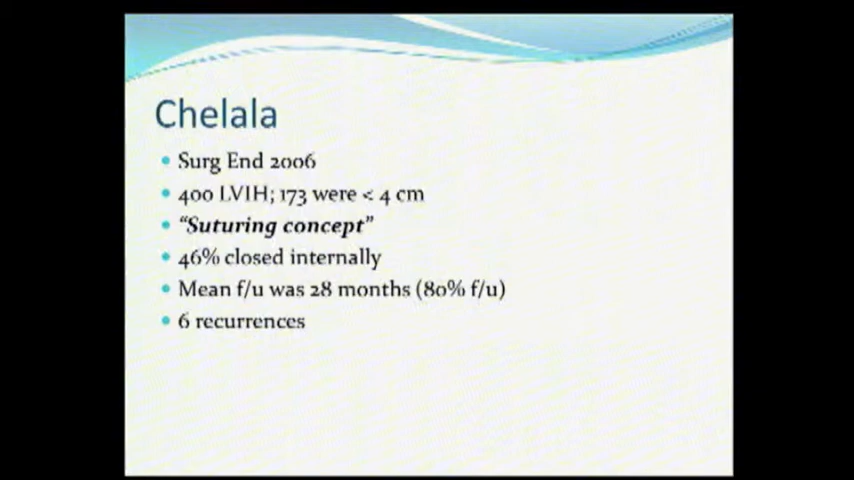 Chelala
Surg End 2006
400 LVIH; 173 were < 4 cm
“Suturing concept”
46% closed internally
Mean f/u was 28 months (80% f/u)
6 recurrences